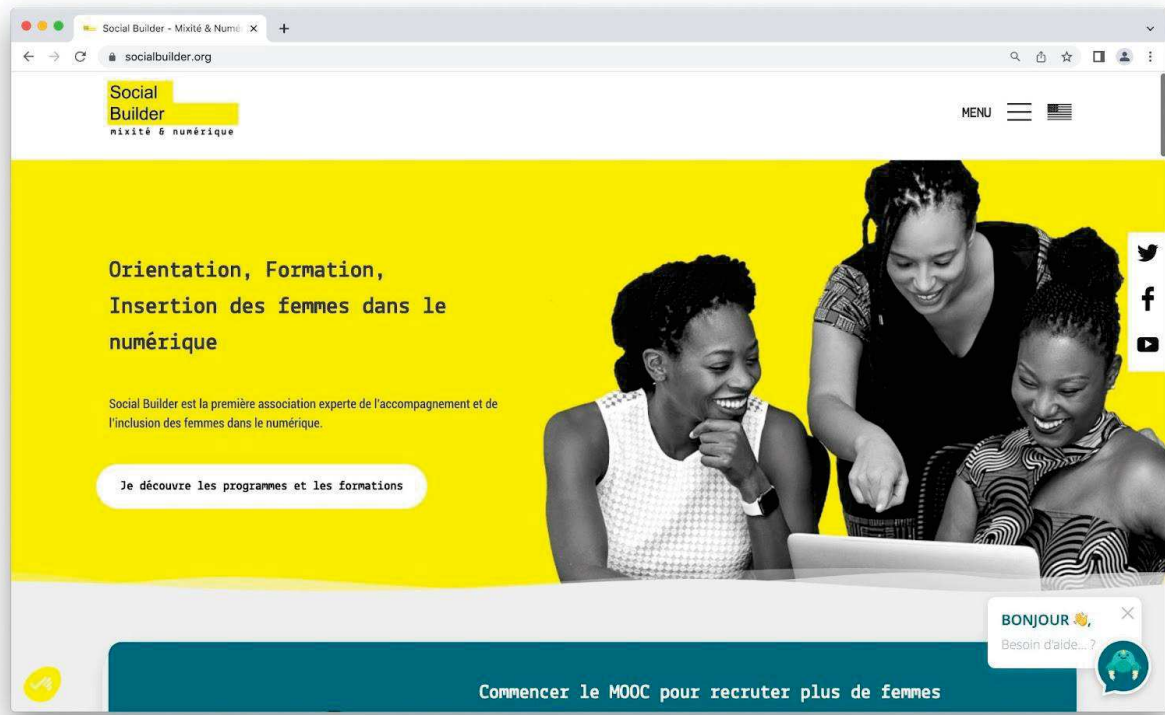 Social Builder - Mixité & Numé
socialbuilder.org
Social
Builder
mixité & numérique
MENU
Orientation, Formation,
Insertion des femmes dans le
numérique
Social Builder est la première association experte de l'accompagnement et de
l'inclusion des femmes dans le numérique.
Je découvre les programmes et les formations
BONJOUR 👋,
Besoin d'aide... ?
Commencer le MOOC pour recruter plus de femmes